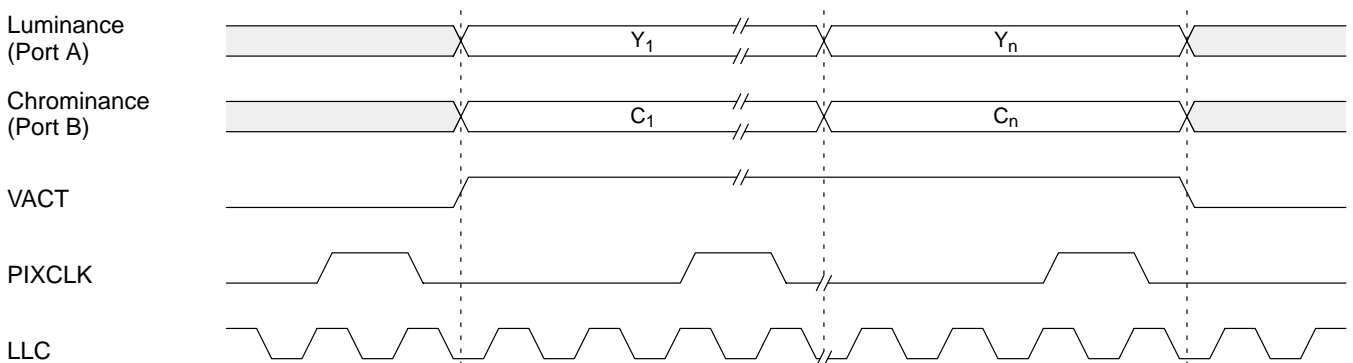 Luminance
(Port A)
Y1
Yn
Chrominance
(Port B)
C1
Cn
VACT
PIXCLK
LLC